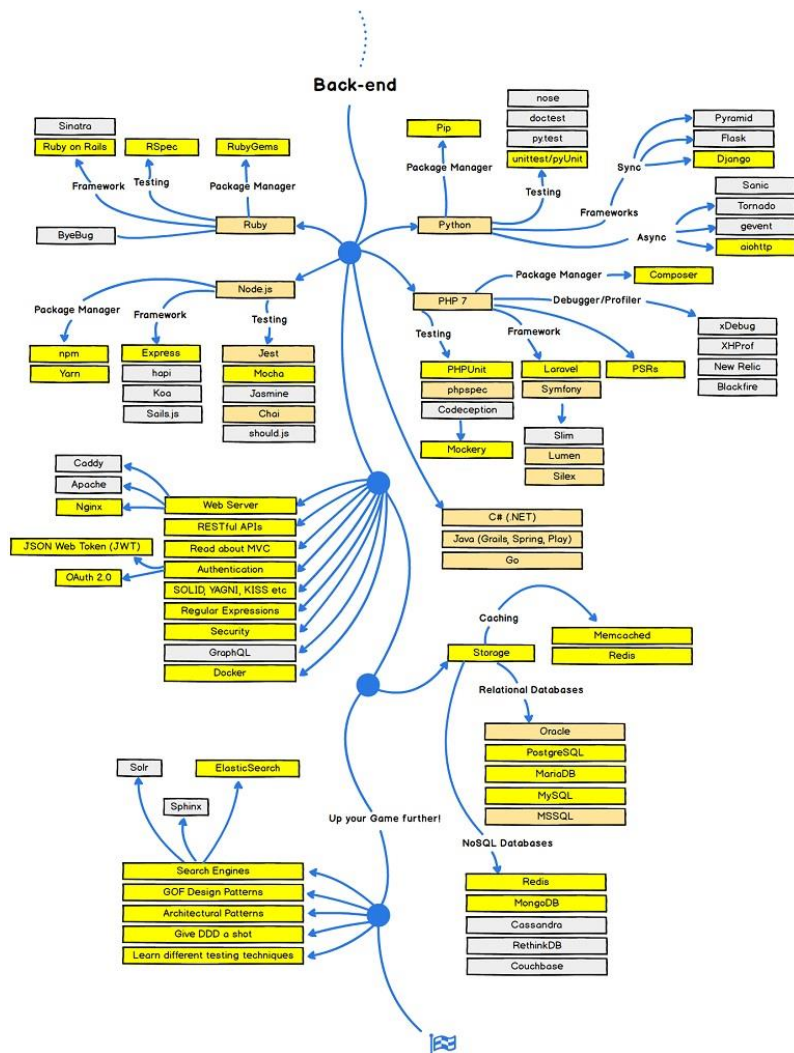 Back-end
Sinatra
Ruby on Rails
RSpec
RubyGems
Framework
Testing
Package Manager
ByeBug
Ruby
Pip
Package Manager
Python
nose
doctest
py.test
unittest/pyUnit
Testing
Pyramid
Flask
Django
Sync
Frameworks
Async
Sanic
Tornado
gevent
aiohttp
Node.js
Package Manager
Framework
Testing
npm
Yarn
Express
hapi
Koa
Sails.js
Jest
Mocha
Jasmine
Chai
should.js
PHP 7
Package Manager
Composer
Debugger/Profiler
xDebug
XHProf
New Relic
Blackfire
Testing
Framework
PHPUnit
phpspec
Codeception
Mockery
Laravel
Symfony
Slim
Lumen
Silex
PSRs
C# (.NET)
Java (Grails, Spring, Play)
Go
Caddy
Apache
Nginx
JSON Web Token (JWT)
OAuth 2.0
Web Server
RESTful APIs
Read about MVC
Authentication
SOLID, YAGNI, KISS etc
Regular Expressions
Security
GraphQL
Docker
Storage
Caching
Memcached
Redis
Relational Databases
Oracle
PostgreSQL
MariaDB
MySQL
MSSQL
NoSQL Databases
Redis
MongoDB
Cassandra
RethinkDB
Couchbase
Up your Game further!
Solr
Sphinx
ElasticSearch
Search Engines
GOF Design Patterns
Architectural Patterns
Give DDD a shot
Learn different testing techniques